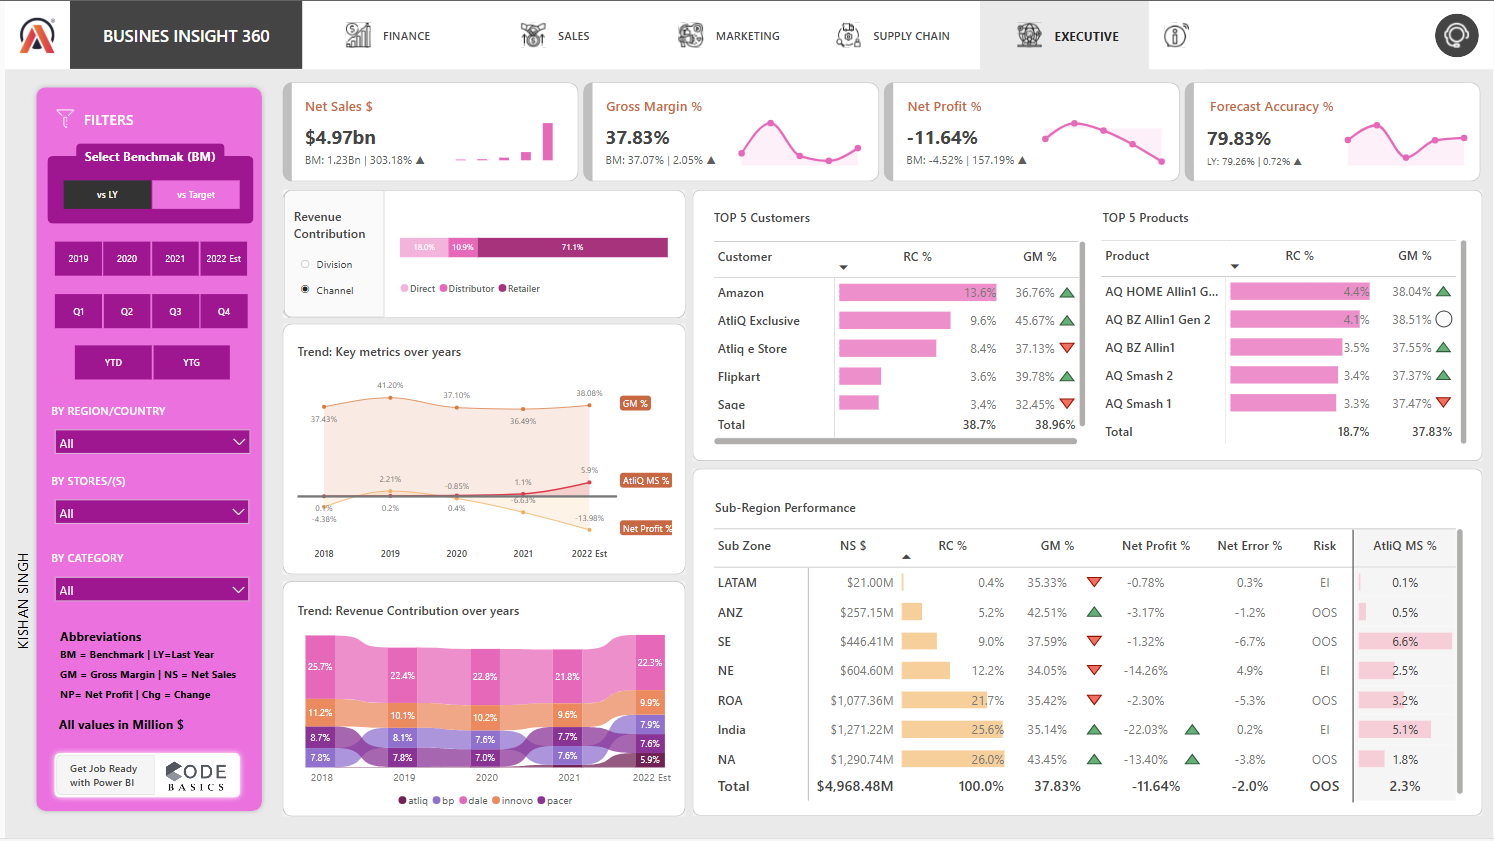 BUSINES INSIGHT 360
FINANCE
SALES
MARKETING
SUPPLY CHAIN
EXECUTIVE
FILTERS
Select Benchmak (BM)
vs LY
vs Target
2019 2020 2021 2022 Est
Q1 Q2 Q3 Q4
YTD YTG
BY REGION/COUNTRY
All
BY STORES/(S)
All
BY CATEGORY
All
Abbreviations
BM = Benchmark | LY=Last Year
GM = Gross Margin | NS = Net Sales
NP= Net Profit | Chg = Change
All values in Million $
Get Job Ready
with Power BI
CODE
BASICS
KISHAN SINGH
Net Sales $
$4.97bn
BM: 1.23Bn | 303.18% ▲
Gross Margin %
37.83%
BM: 37.07% | 2.05% ▲
Net Profit %
-11.64%
BM: -4.52% | 157.19% ▲
Forecast Accuracy %
79.83%
LY: 79.26% | 0.72% ▲
Revenue
Contribution
Division
Channel
18.0% 10.9% 71.1%
Direct Distributor Retailer
Trend: Key metrics over years
37.43% 41.20% 37.10% 36.49% 38.08%
GM %
0.9% 0.2% 0.4% 1.1% 5.9%
AtliQ MS %
-4.38% 2.21% -0.85% -6.63% -13.98%
Net Profit %
2018 2019 2020 2021 2022 Est
Trend: Revenue Contribution over years
25.7% 22.4% 22.8% 21.8% 22.3%
11.2% 10.1% 10.2% 9.6% 9.9%
8.7% 8.1% 7.6% 7.7% 7.9%
7.8% 7.8% 7.0% 7.6% 7.6%
5.9%
2018 2019 2020 2021 2022 Est
atliq bp dale innovo pacer
TOP 5 Customers
Customer RC % GM %
Amazon 13.6% 36.76%
AtliQ Exclusive 9.6% 45.67%
Atliq e Store 8.4% 37.13%
Flipkart 3.6% 39.78%
Sage 3.4% 32.45%
Total 38.7% 38.96%
TOP 5 Products
Product RC % GM %
AQ HOME Allin1 G... 4.4% 38.04%
AQ BZ Allin1 Gen 2 4.1% 38.51%
AQ BZ Allin1 3.5% 37.55%
AQ Smash 2 3.4% 37.37%
AQ Smash 1 3.3% 37.47%
Total 18.7% 37.83%
Sub-Region Performance
Sub Zone NS $ RC % GM % Net Profit % Net Error % Risk AtliQ MS %
LATAM $21.00M 0.4% 35.33% -0.78% 0.3% EI 0.1%
ANZ $257.15M 5.2% 42.51% -3.17% -1.2% OOS 0.5%
SE $446.41M 9.0% 37.59% -1.32% -6.7% OOS 6.6%
NE $604.60M 12.2% 34.05% -14.26% 4.9% EI 2.5%
ROA $1,077.36M 21.7% 35.42% -2.30% -5.3% OOS 3.2%
India $1,271.22M 25.6% 35.14% -22.03% 0.2% EI 5.1%
NA $1,290.74M 26.0% 43.45% -13.40% -3.8% OOS 1.8%
Total $4,968.48M 100.0% 37.83% -11.64% -2.0% OOS 2.3%